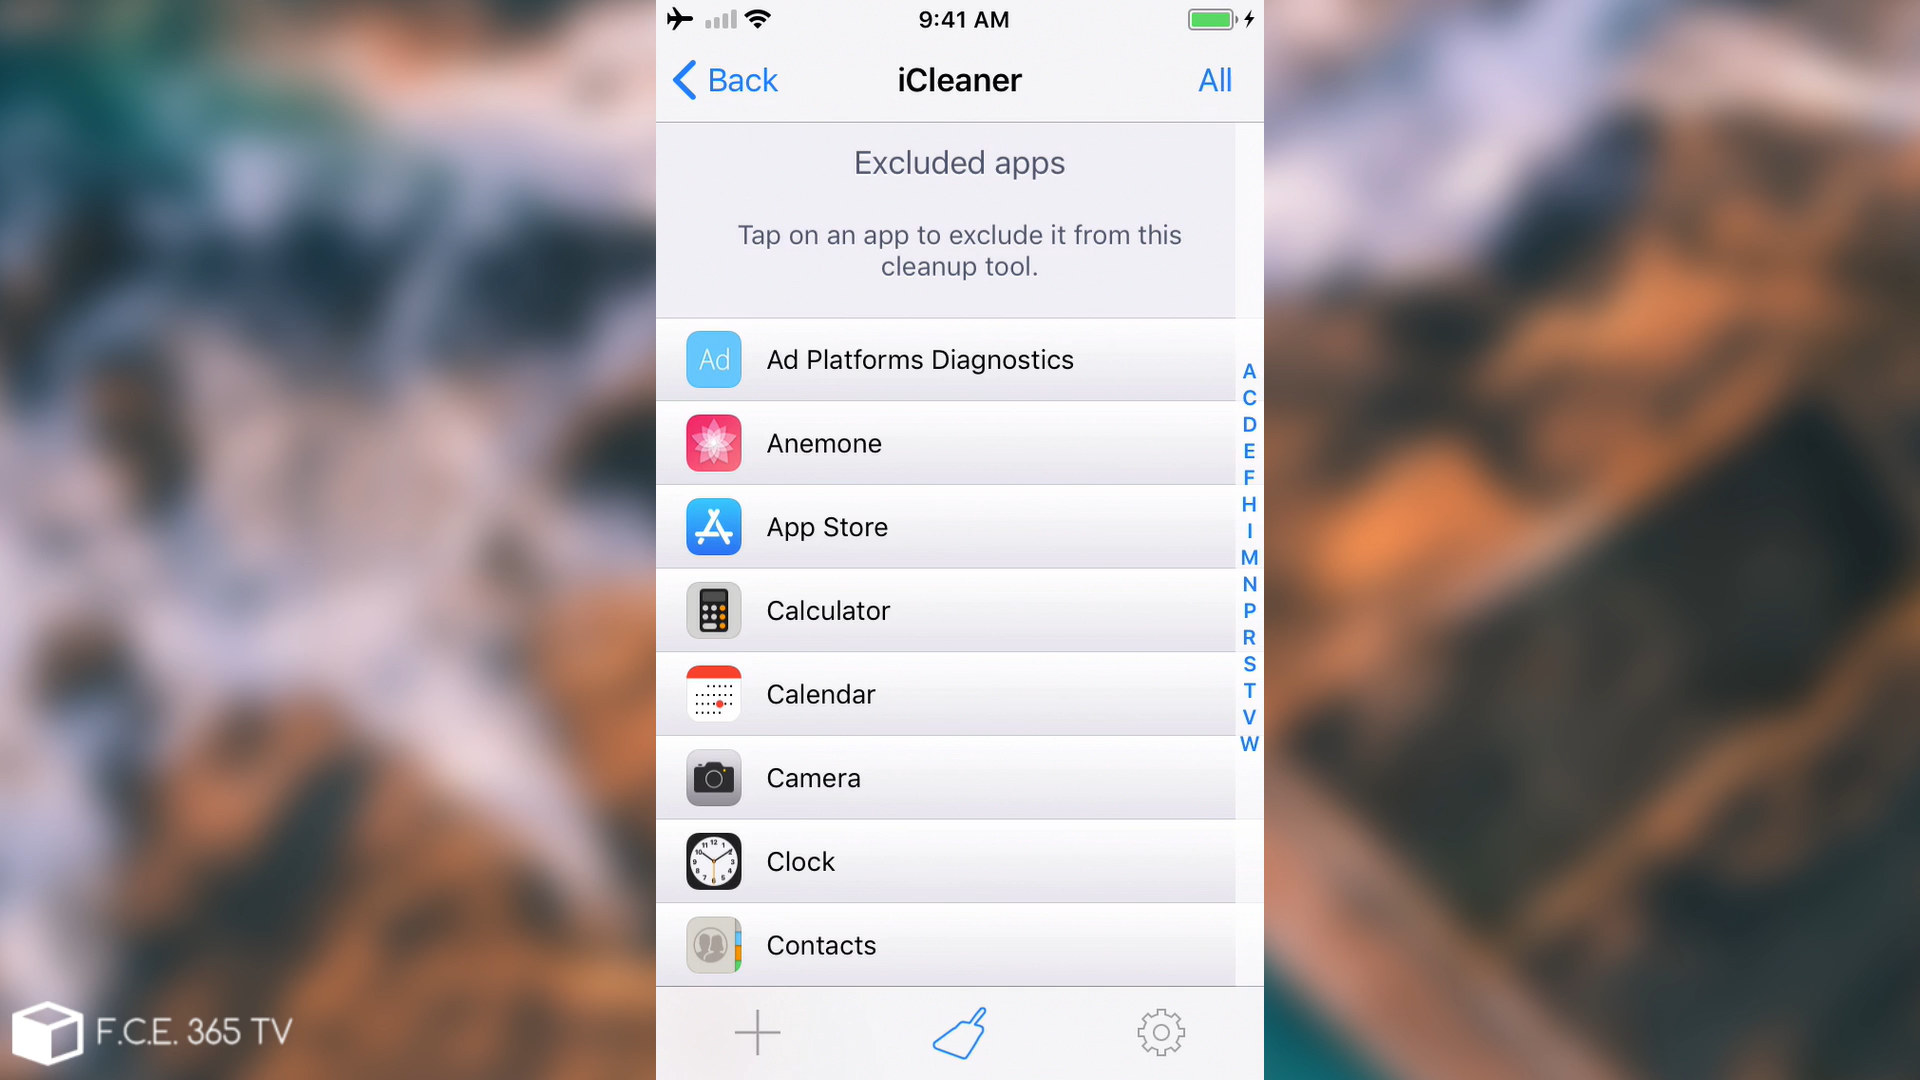 9:41 AM
Back
iCleaner
All
Excluded apps
Tap on an app to exclude it from this
cleanup tool.
Ad
Ad Platforms Diagnostics
Anemone
App Store
Calculator
Calendar
Camera
Clock
Contacts
A
C
D
E
F
H
I
M
N
P
R
S
T
V
W
F.C.E. 365 TV